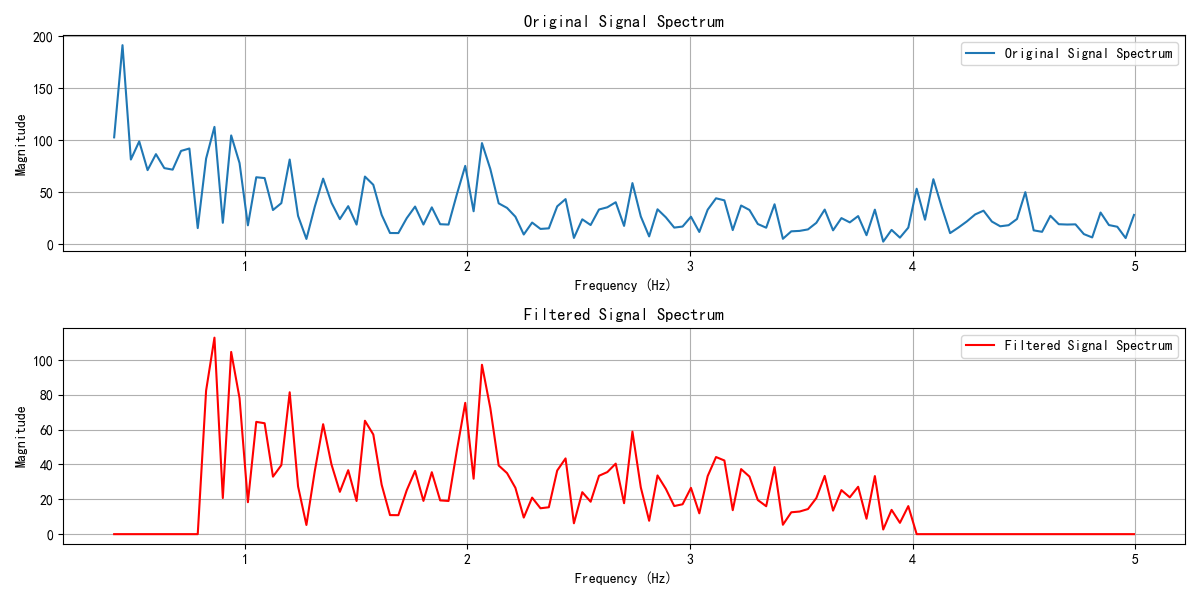 Original Signal Spectrum
200
150
100
50
0
Magnitude
Original Signal Spectrum
1 2 3 4 5
Frequency (Hz)
Filtered Signal Spectrum
100
80
60
40
20
0
Magnitude
Filtered Signal Spectrum
1 2 3 4 5
Frequency (Hz)